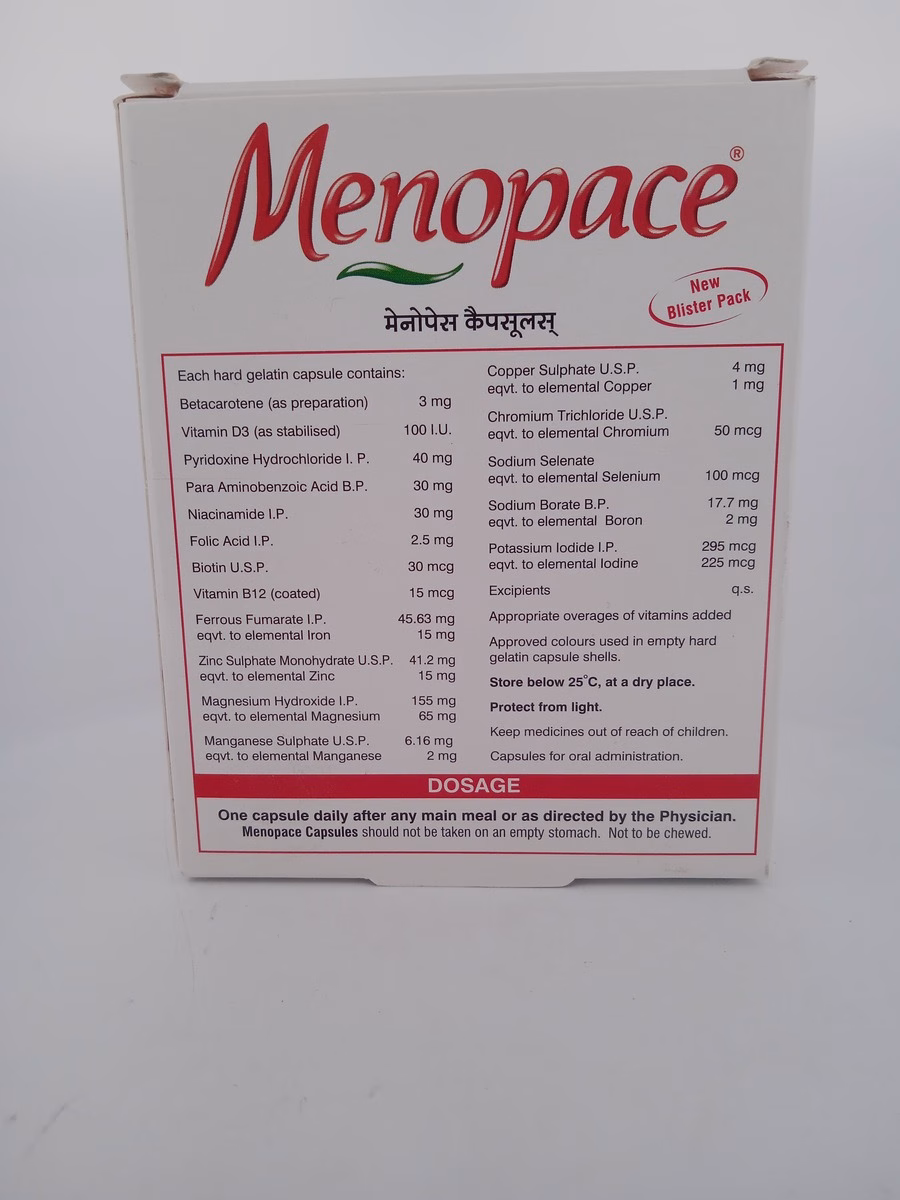 Menopace®
New
Blister Pack
मेनोपेस कैपसूलस्
Each hard gelatin capsule contains:
Betacarotene (as preparation) 3 mg
Vitamin D3 (as stabilised) 100 I.U.
Pyridoxine Hydrochloride I. P. 40 mg
Para Aminobenzoic Acid B.P. 30 mg
Niacinamide I.P. 30 mg
Folic Acid I.P. 2.5 mg
Biotin U.S.P. 30 mcg
Vitamin B12 (coated) 15 mcg
Ferrous Fumarate I.P. 45.63 mg
eqvt. to elemental Iron 15 mg
Zinc Sulphate Monohydrate U.S.P. 41.2 mg
eqvt. to elemental Zinc 15 mg
Magnesium Hydroxide I.P. 155 mg
eqvt. to elemental Magnesium 65 mg
Manganese Sulphate U.S.P. 6.16 mg
eqvt. to elemental Manganese 2 mg
Copper Sulphate U.S.P. 4 mg
eqvt. to elemental Copper 1 mg
Chromium Trichloride U.S.P.
eqvt. to elemental Chromium 50 mcg
Sodium Selenate
eqvt. to elemental Selenium 100 mcg
Sodium Borate B.P. 17.7 mg
eqvt. to elemental Boron 2 mg
Potassium Iodide I.P. 295 mcg
eqvt. to elemental Iodine 225 mcg
Excipients q.s.
Appropriate overages of vitamins added
Approved colours used in empty hard
gelatin capsule shells.
Store below 25°C, at a dry place.
Protect from light.
Keep medicines out of reach of children.
Capsules for oral administration.
DOSAGE
One capsule daily after any main meal or as directed by the Physician.
Menopace Capsules should not be taken on an empty stomach. Not to be chewed.